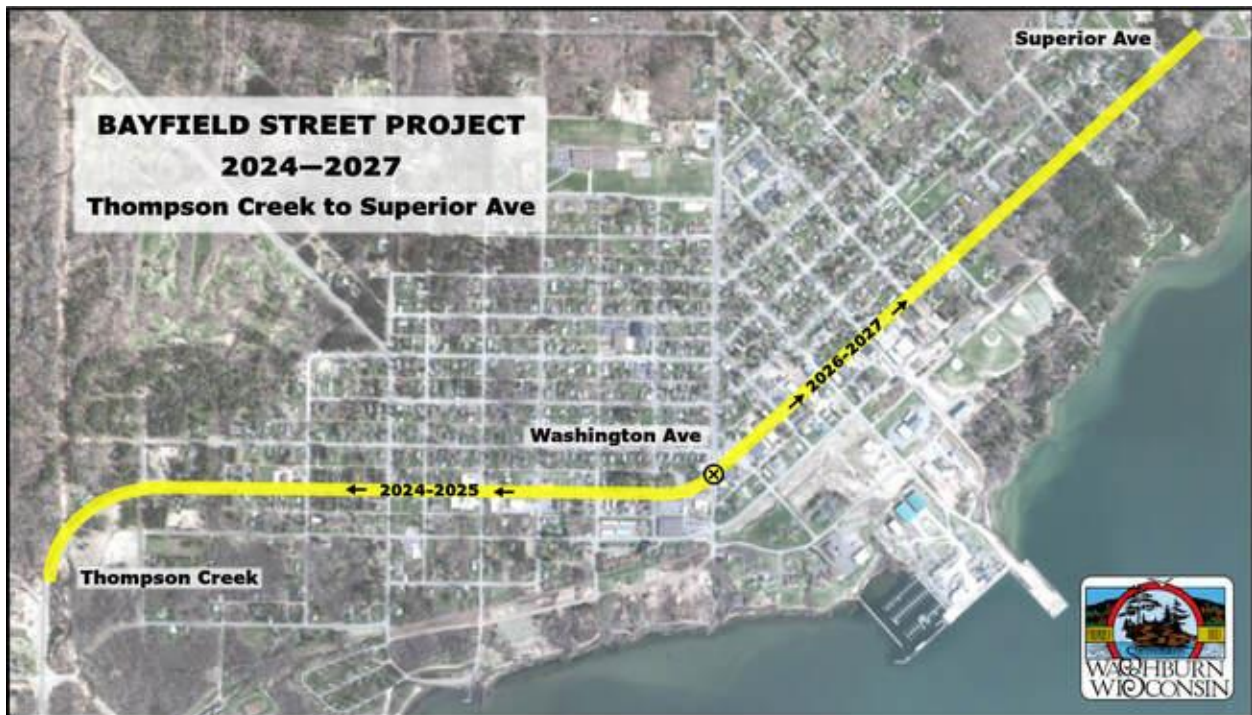 Superior Ave
BAYFIELD STREET PROJECT
2024—2027
Thompson Creek to Superior Ave
2026-2027
Washington Ave
2024-2025
Thompson Creek
WASHBURN
WISCONSIN